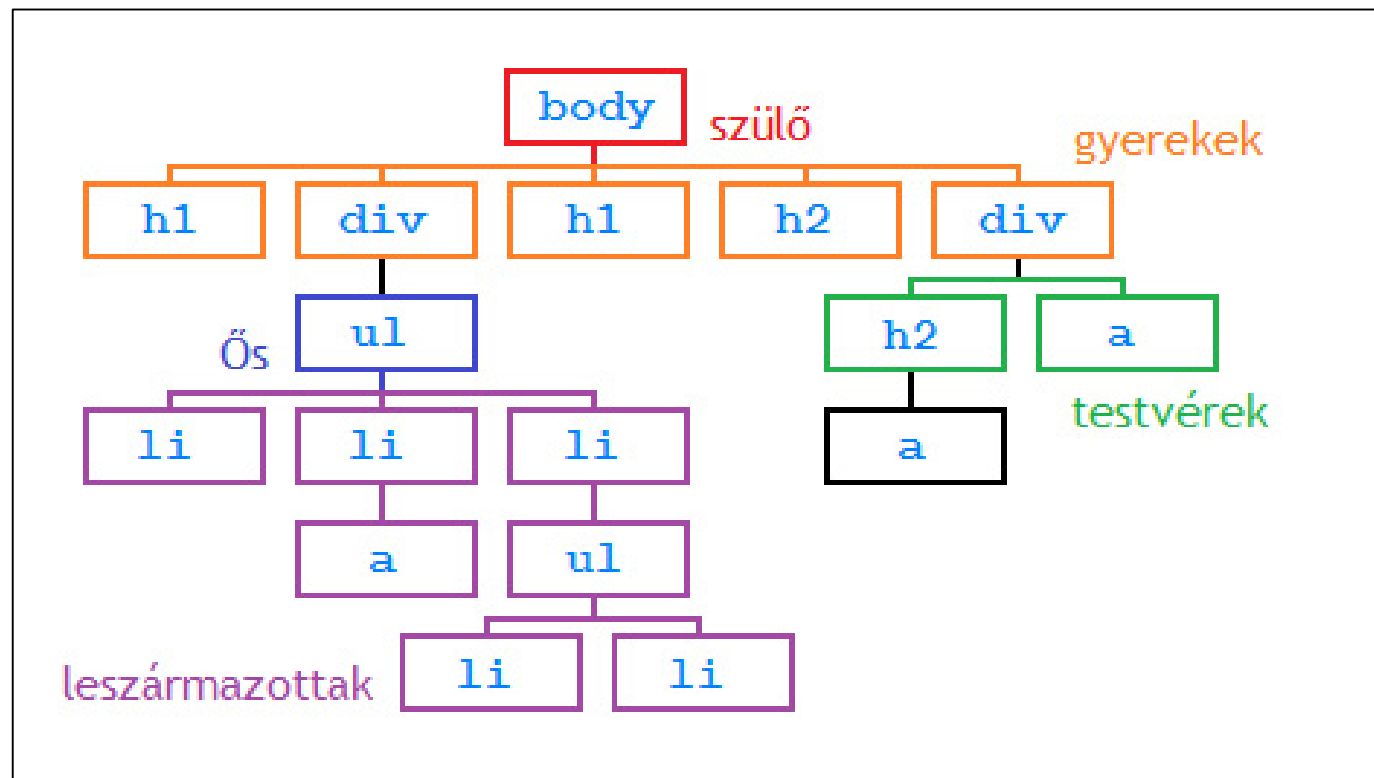 body
szülő
gyerekek
h1 div h1 h2 div
ul h2 a
Ős
testvérek
li li li a
a ul
li li
leszármazottak